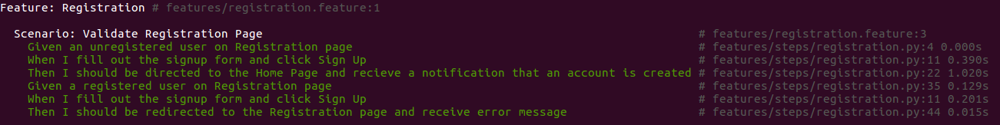 Feature: Registration # features/registration.feature:1
Scenario: Validate Registration Page # features/registration.feature:3
Given an unregistered user on Registration page # features/steps/registration.py:4 0.000s
When I fill out the signup form and click Sign Up # features/steps/registration.py:11 0.390s
Then I should be directed to the Home Page and recieve a notification that an account is created # features/steps/registration.py:22 1.020s
Given a registered user on Registration page # features/steps/registration.py:35 0.129s
When I fill out the signup form and click Sign Up # features/steps/registration.py:11 0.201s
Then I should be redirected to the Registration page and receive error message # features/steps/registration.py:44 0.015s